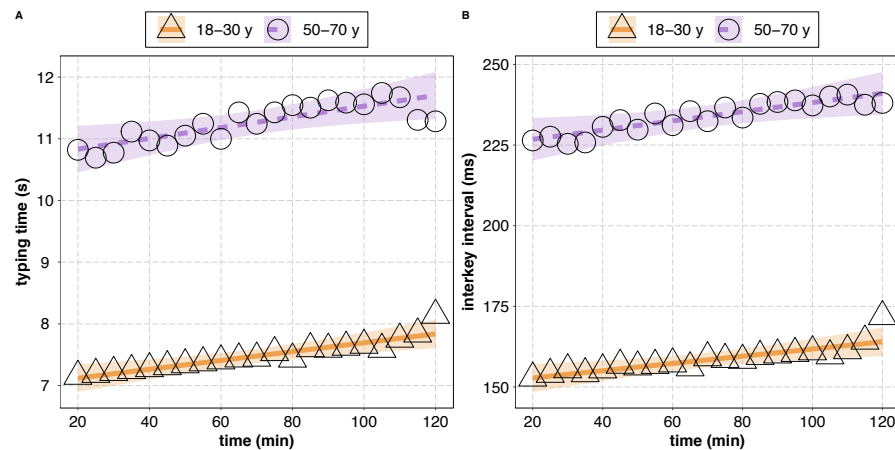 A
18–30 y 50–70 y
12
11
10
9
8
7
typing time (s)
20 40 60 80 100 120
time (min)
B
18–30 y 50–70 y
250
225
200
175
150
interkey interval (ms)
20 40 60 80 100 120
time (min)